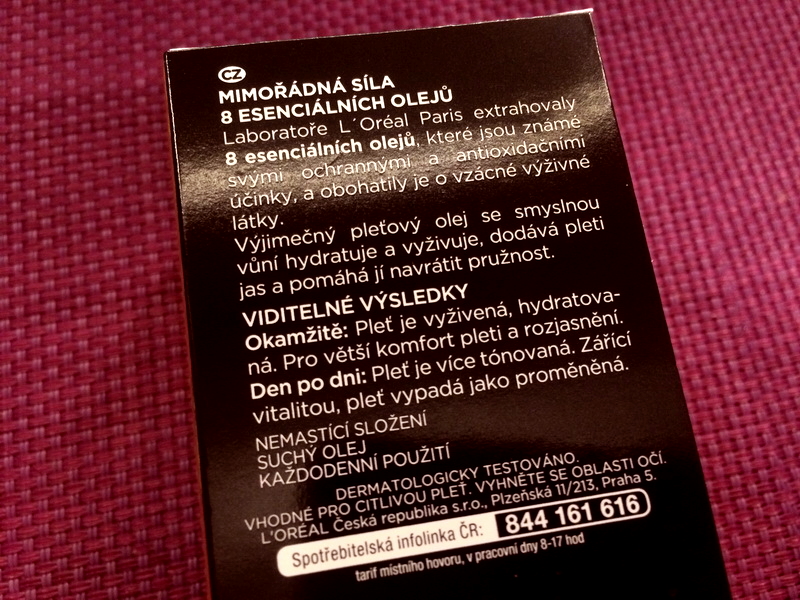 CZ
MIMOŘÁDNÁ SÍLA
8 ESENCIÁLNÍCH OLEJŮ
Laboratoře L´Oréal Paris extrahovaly
8 esenciálních olejů, které jsou známé
svými ochrannými a antioxidačními
účinky, a obohatily je o vzácné výživné
látky.
Výjimečný pleťový olej se smyslnou
vůní hydratuje a vyživuje, dodává pleti
jas a pomáhá jí navrátit pružnost.
VIDITELNÉ VÝSLEDKY
Okamžitě: Pleť je vyživená, hydratova-
ná. Pro větší komfort pleti a rozjasnění.
Den po dni: Pleť je více tónovaná. Zářící
vitalitou, pleť vypadá jako proměněná.
NEMASTÍCÍ SLOŽENÍ
SUCHÝ OLEJ
KAŽDODENNÍ POUŽITÍ
DERMATOLOGICKY TESTOVÁNO.
VHODNÉ PRO CITLIVOU PLEŤ. VYHNĚTE SE OBLASTI OČÍ.
L'ORÉAL Česká republika s.r.o., Plzeňská 11/213, Praha 5.
Spotřebitelská infolinka ČR: 844 161 616
tarif místního hovoru, v pracovní dny 8-17 hod